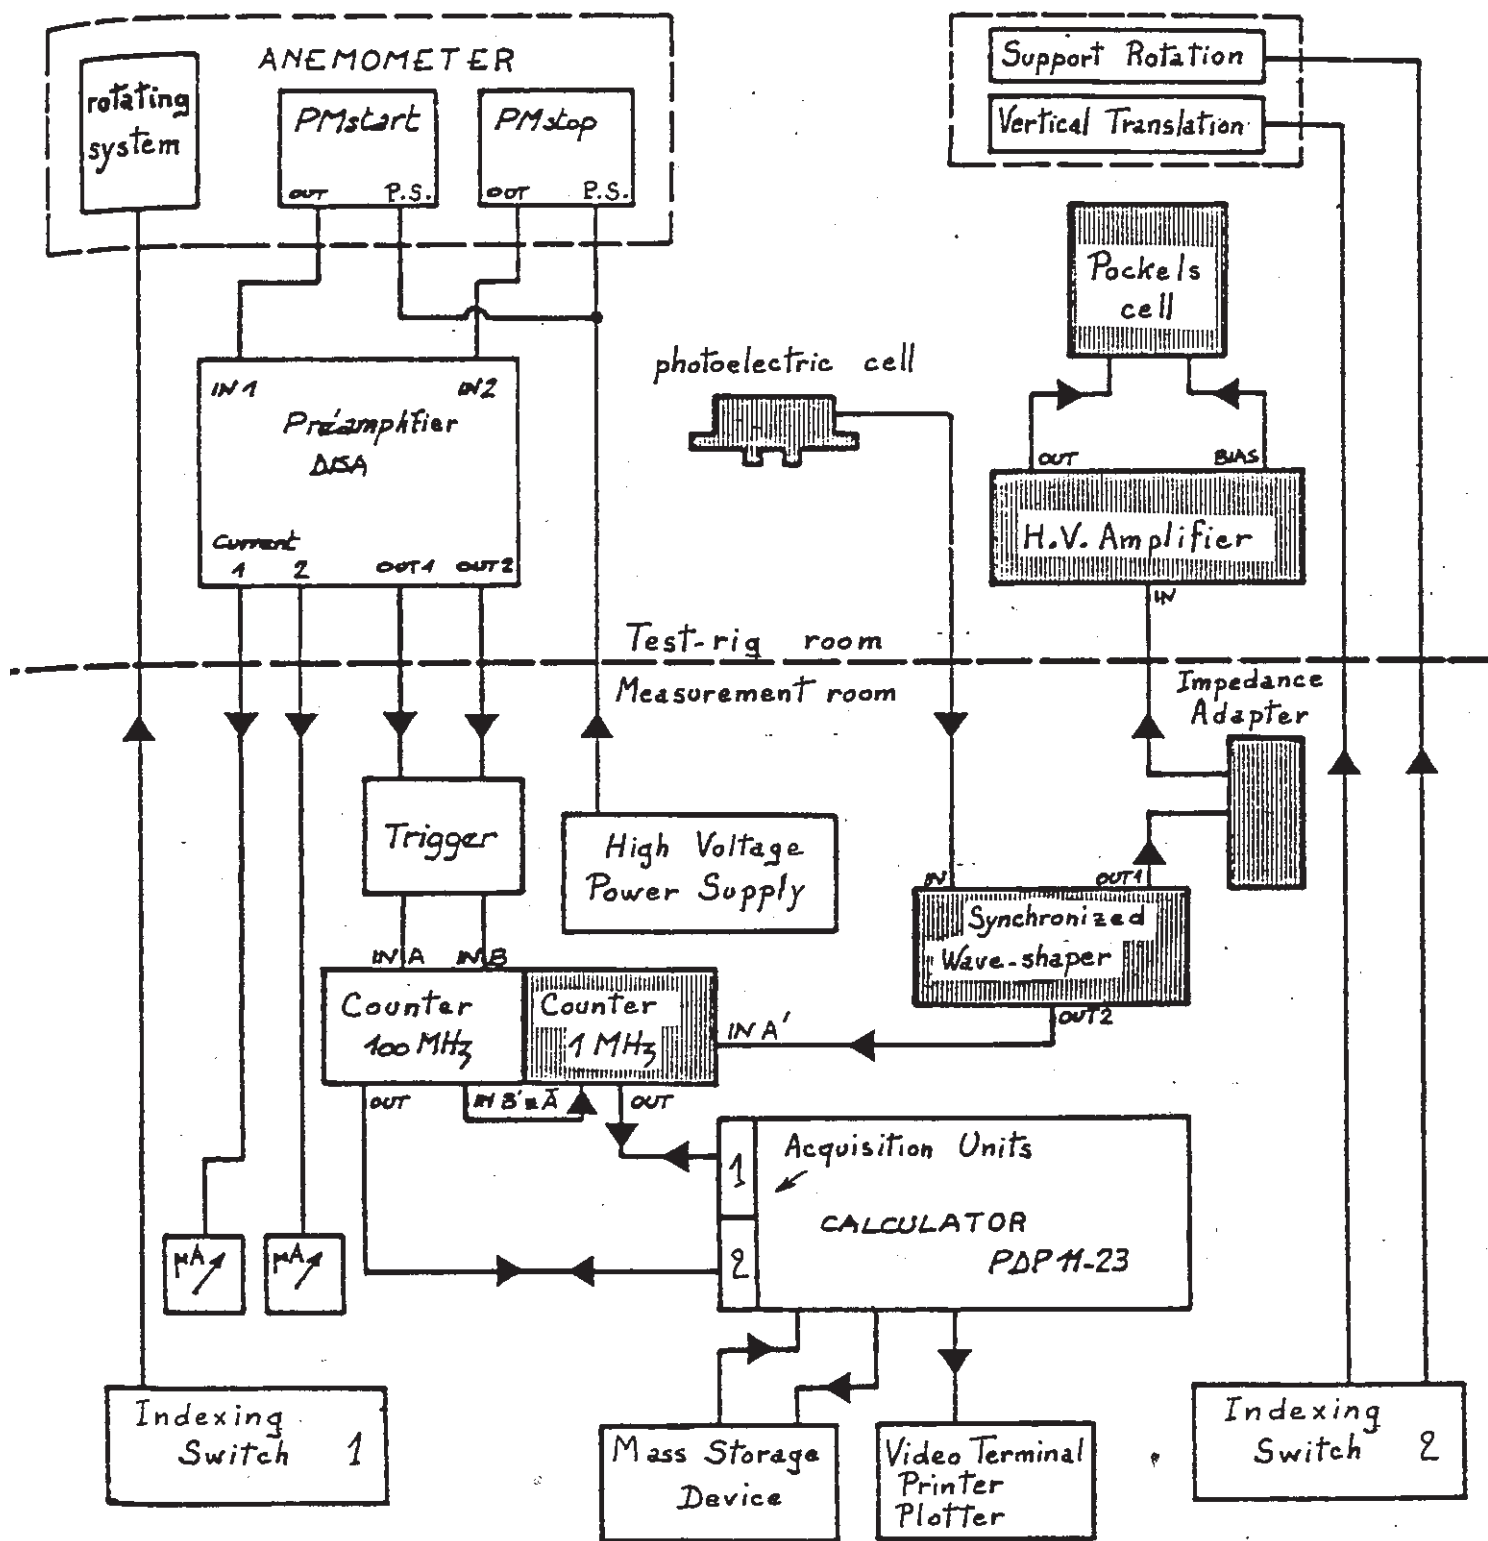 ANEMOMETER
rotating
system
PMstart
OUT P.S.
PMstop
OUT P.S.
Support Rotation
Vertical Translation
Pockels
cell
photoelectric cell
IN 1 IN 2
Préamplifier
DISA
Current
1 2 OUT 1 OUT 2
OUT BIAS
H.V. Amplifier
IN
Test-rig room
Measurement room
Impedance
Adapter
Trigger
High Voltage
Power Supply
IN OUT 1
Synchronized
Wave-shaper
OUT 2
IN A IN B
Counter
100 MHz
Counter
1 MHz
IN A'
OUT IN B' = Ā OUT
1
2
Acquisition Units
CALCULATOR
PDP 11-23
µA
µA
Indexing
Switch 1
Mass Storage
Device
Video Terminal
Printer
Plotter
Indexing
Switch 2